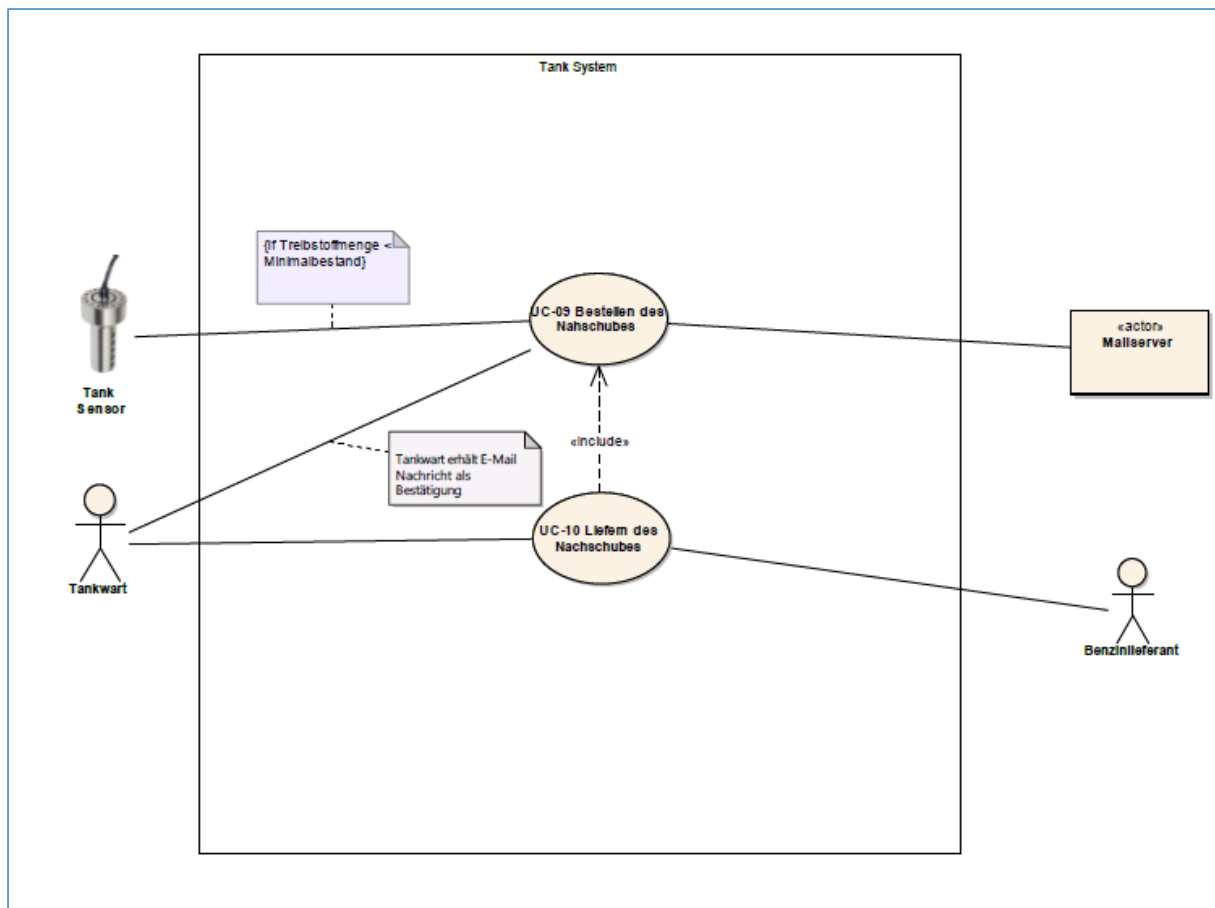 Tank System
{If Treibstoffmenge <
Minimalbestand}
UC-09 Bestellen des
Nahschubes
«actor»
Mailserver
Tank
Sensor
«include»
Tankwart erhält E-Mail
Nachricht als
Bestätigung
UC-10 Liefern des
Nachschubes
Tankwart
Benzinlieferant